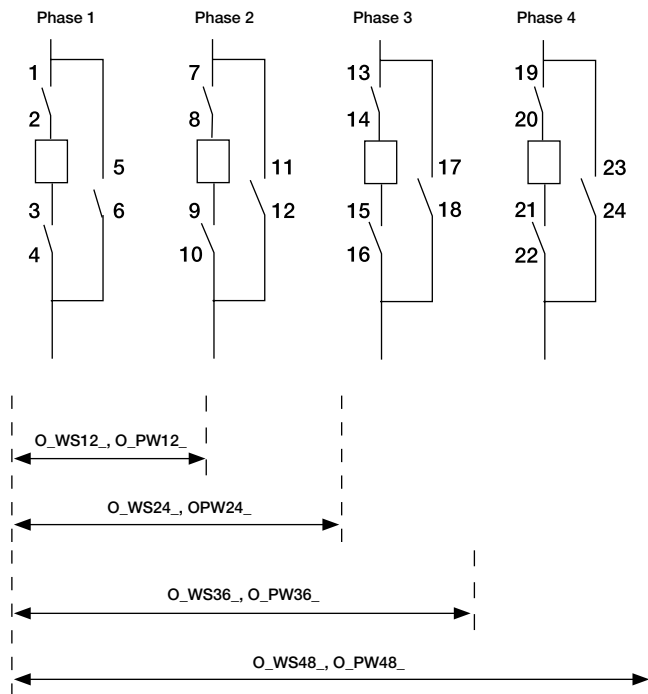 Phase 1 Phase 2 Phase 3 Phase 4
1 7 13 19
2 8 14 20
5 11 17 23
3 6 9 12 15 18 21 24
4 10 16 22
O_WS12_, O_PW12_
O_WS24_, OPW24_
O_WS36_, O_PW36_
O_WS48_, O_PW48_